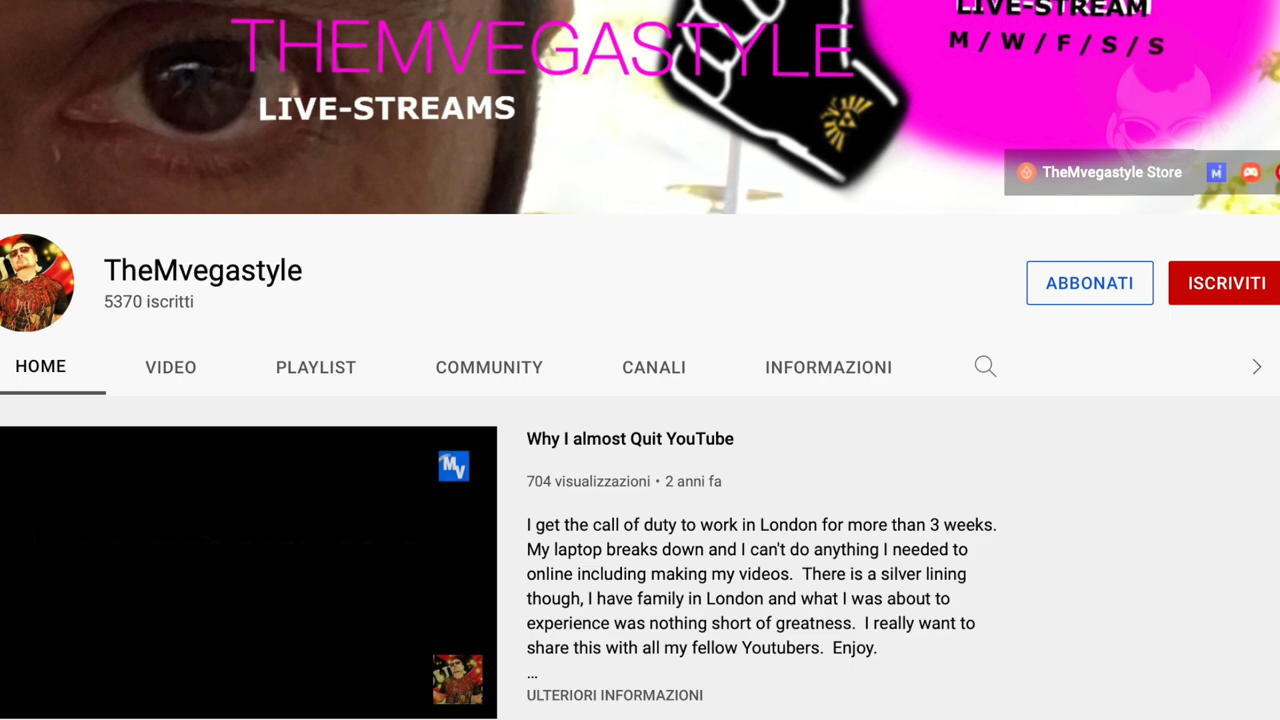 LIVE-STREAM
THEMVEGASTYLE
M / W / F / S / S
LIVE-STREAMS
TheMvegastyle Store
TheMvegastyle
5370 iscritti
ABBONATI
ISCRIVITI
HOME
VIDEO
PLAYLIST
COMMUNITY
CANALI
INFORMAZIONI
MV
Why I almost Quit YouTube
704 visualizzazioni • 2 anni fa
I get the call of duty to work in London for more than 3 weeks.
My laptop breaks down and I can't do anything I needed to
online including making my videos.  There is a silver lining
though, I have family in London and what I was about to
experience was nothing short of greatness.  I really want to
share this with all my fellow Youtubers.  Enjoy.
...
ULTERIORI INFORMAZIONI